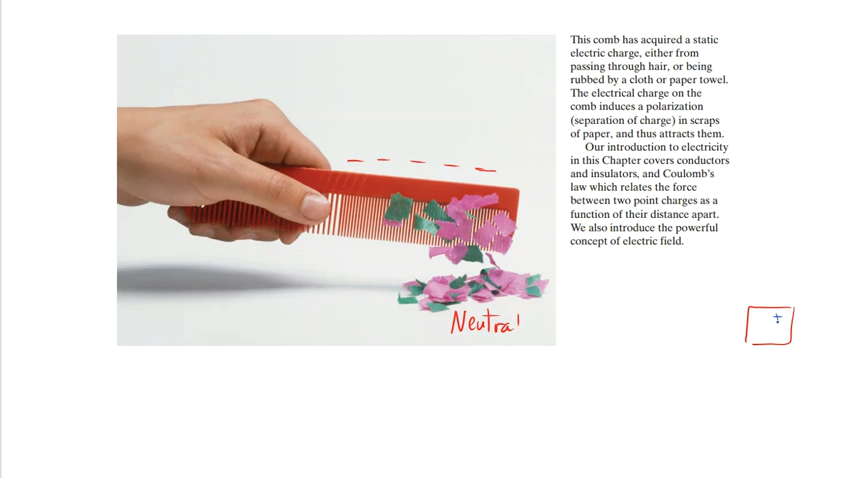 This comb has acquired a static
electric charge, either from
passing through hair, or being
rubbed by a cloth or paper towel.
The electrical charge on the
comb induces a polarization
(separation of charge) in scraps
of paper, and thus attracts them.
Our introduction to electricity
in this Chapter covers conductors
and insulators, and Coulomb's
law which relates the force
between two point charges as a
function of their distance apart.
We also introduce the powerful
concept of electric field.
– – – – –
Neutral
+